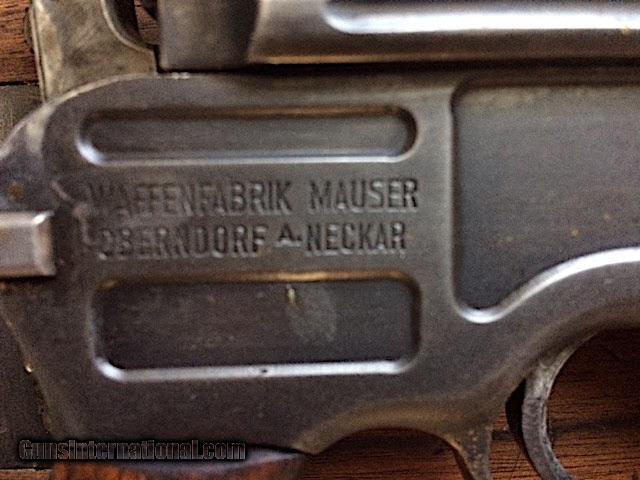 WAFFENFABRIK MAUSER
OBERNDORF A. NECKAR
GunsInternational.com